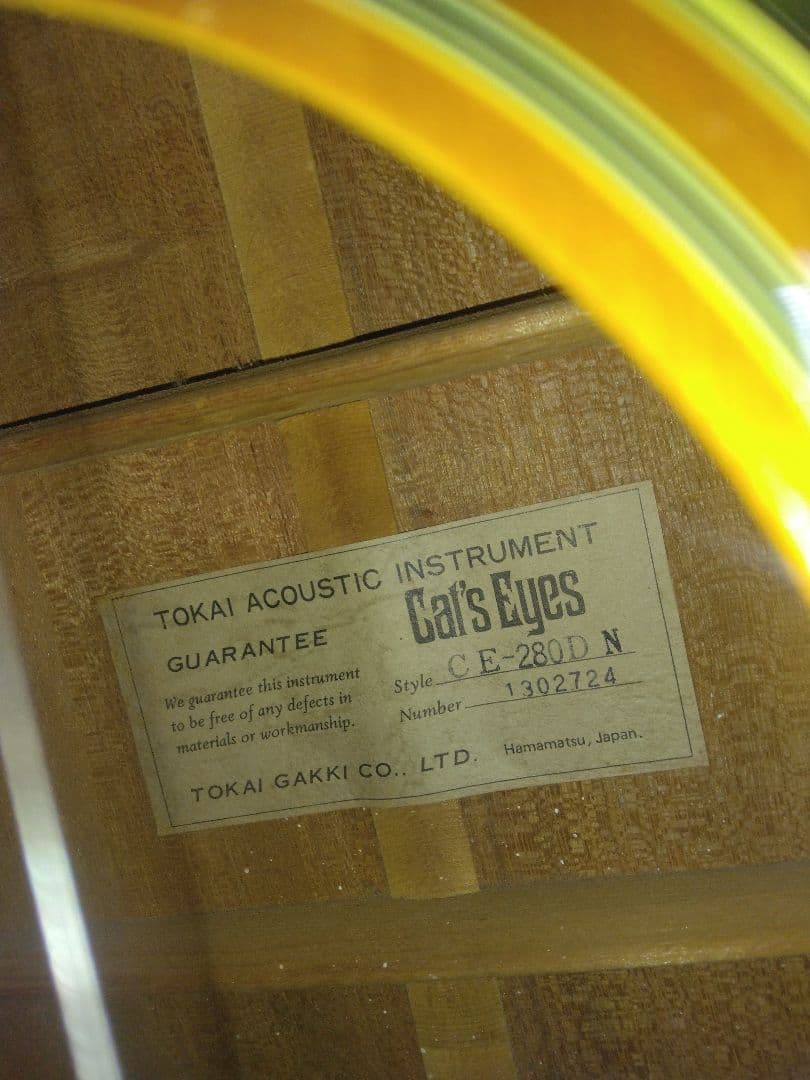 TOKAI ACOUSTIC INSTRUMENT
GUARANTEE
Cat's Eyes
We guarantee this instrument
to be free of any defects in
materials or workmanship.
Style CE-280D N
Number 1302724
TOKAI GAKKI CO., LTD. Hamamatsu, Japan.